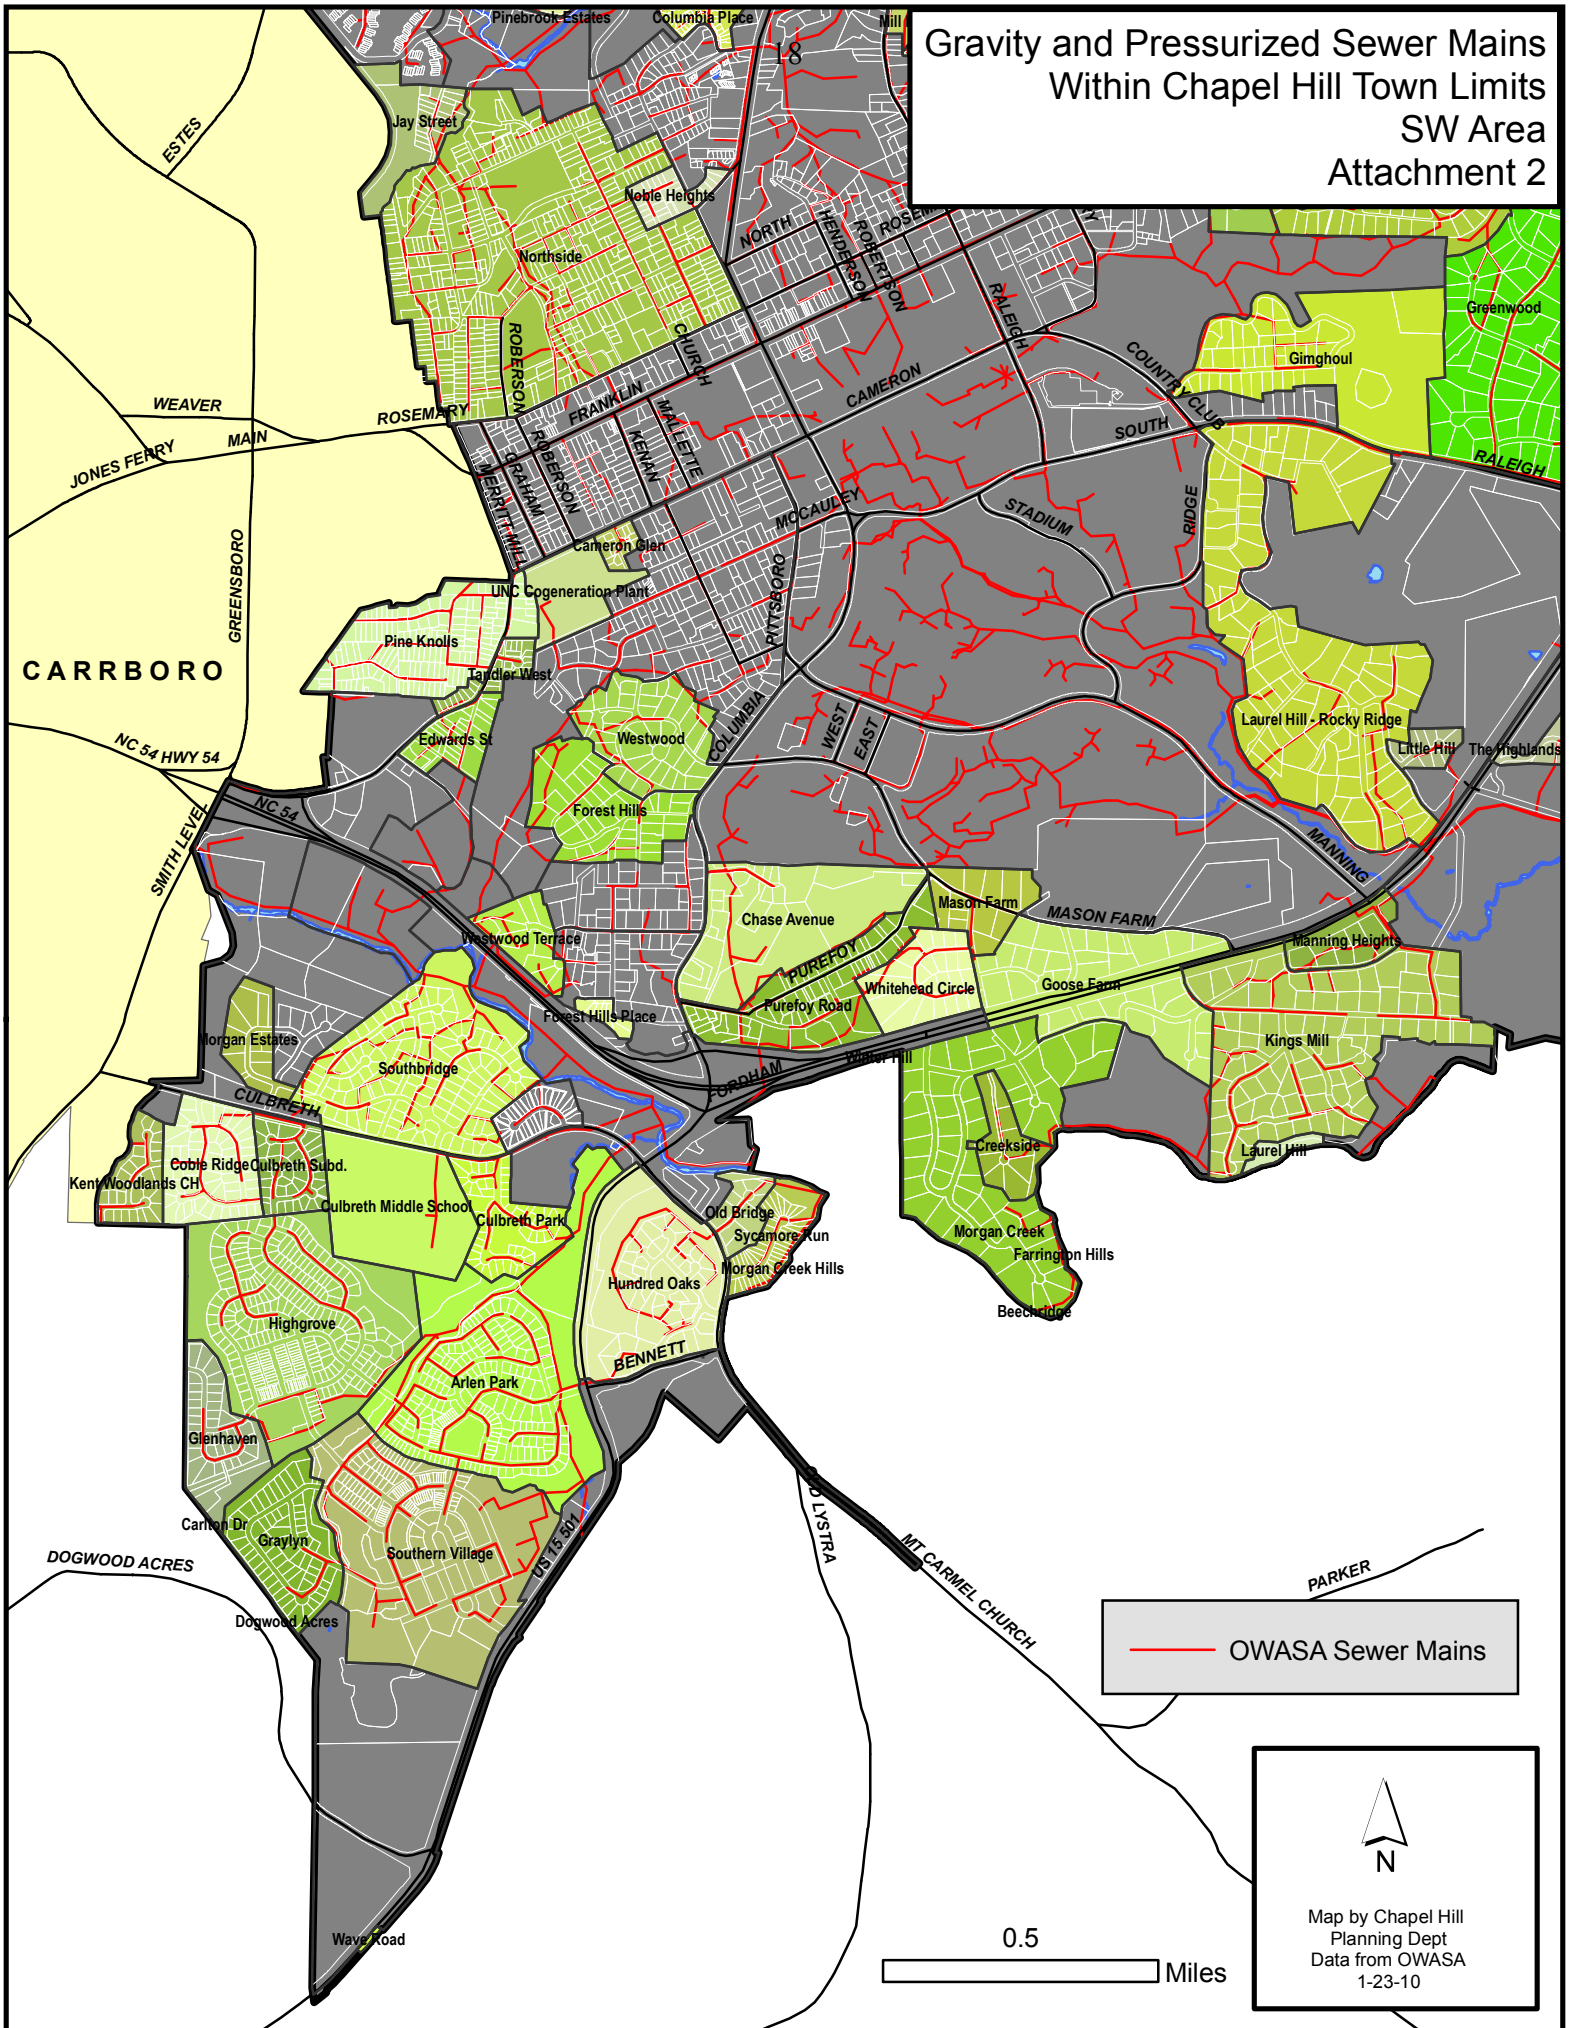 Pinebrook Estates
Columbia Place
Mill
18
Gravity and Pressurized Sewer Mains
Within Chapel Hill Town Limits
SW Area
Attachment 2
ESTES
Jay Street
Noble Heights
NORTH
HENDERSON
ROBERTSON
Northside
RALEIGH
Greenwood
ROBERSON
CHURCH
COUNTRY CLUB
Gimghoul
CAMERON
FRANKLIN
WEAVER
ROSEMARY
MALLETTE
KENAN
JONES FERRY
MAIN
SOUTH
RALEIGH
MERRITT MILL
GRAHAM
ROBERSON
MCCAULEY
STADIUM
RIDGE
Cameron Glen
GREENSBORO
UNC Cogeneration Plant
PITTSBORO
Pine Knolls
CARRBORO
Tandler West
NC 54 HWY 54
Edwards St
Westwood
COLUMBIA
WEST
EAST
Laurel Hill - Rocky Ridge
Little Hill
The Highlands
NC 54
Forest Hills
SMITH LEVEL
MANNING
Chase Avenue
Mason Farm
MASON FARM
Westwood Terrace
Manning Heights
PUREFOY
Whitehead Circle
Goose Farm
Purefoy Road
Forest Hills Place
Morgan Estates
Southbridge
Winter Hill
Kings Mill
FORDHAM
CULBRETH
Creekside
Laurel Hill
Coble Ridge
Culbreth Subd.
Kent Woodlands CH
Culbreth Middle School
Culbreth Park
Old Bridge
Sycamore Run
Morgan Creek
Farrington Hills
Morgan Creek Hills
Hundred Oaks
Beechridge
Highgrove
BENNETT
Arlen Park
Glenhaven
OLD LYSTRA
Carlton Dr
Graylyn
Southern Village
US 15 501
DOGWOOD ACRES
MT CARMEL CHURCH
PARKER
Dogwood Acres
OWASA Sewer Mains
Wave Road
0.5
Miles
N
Map by Chapel Hill
Planning Dept
Data from OWASA
1-23-10